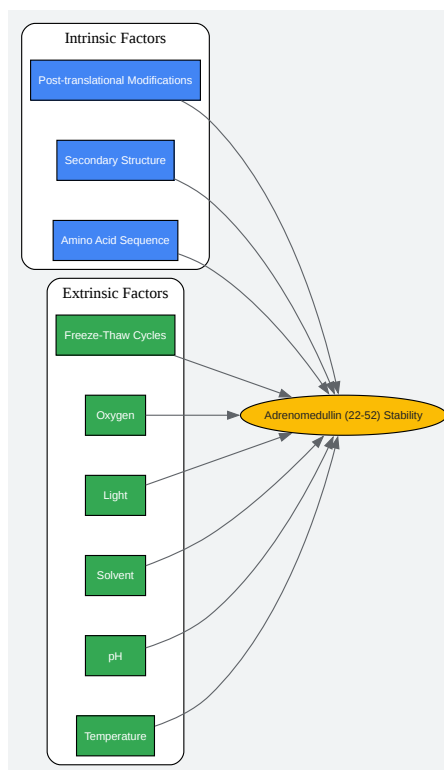 Intrinsic Factors
Post-translational Modifications
Secondary Structure
Amino Acid Sequence
Extrinsic Factors
Freeze-Thaw Cycles
Oxygen
Adrenomedullin (22-52) Stability
Light
Solvent
pH
Temperature